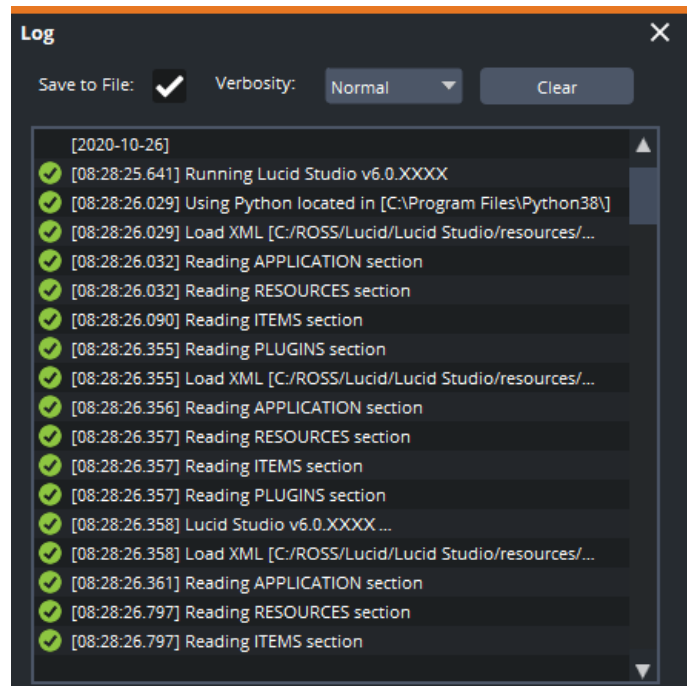 Log
Save to File: Verbosity: Normal Clear
[2020-10-26]
[08:28:25.641] Running Lucid Studio v6.0.XXXX
[08:28:26.029] Using Python located in [C:\Program Files\Python38\]
[08:28:26.029] Load XML [C:/ROSS/Lucid/Lucid Studio/resources/...
[08:28:26.032] Reading APPLICATION section
[08:28:26.032] Reading RESOURCES section
[08:28:26.090] Reading ITEMS section
[08:28:26.355] Reading PLUGINS section
[08:28:26.355] Load XML [C:/ROSS/Lucid/Lucid Studio/resources/...
[08:28:26.356] Reading APPLICATION section
[08:28:26.357] Reading RESOURCES section
[08:28:26.357] Reading ITEMS section
[08:28:26.357] Reading PLUGINS section
[08:28:26.358] Lucid Studio v6.0.XXXX ...
[08:28:26.358] Load XML [C:/ROSS/Lucid/Lucid Studio/resources/...
[08:28:26.361] Reading APPLICATION section
[08:28:26.797] Reading RESOURCES section
[08:28:26.797] Reading ITEMS section